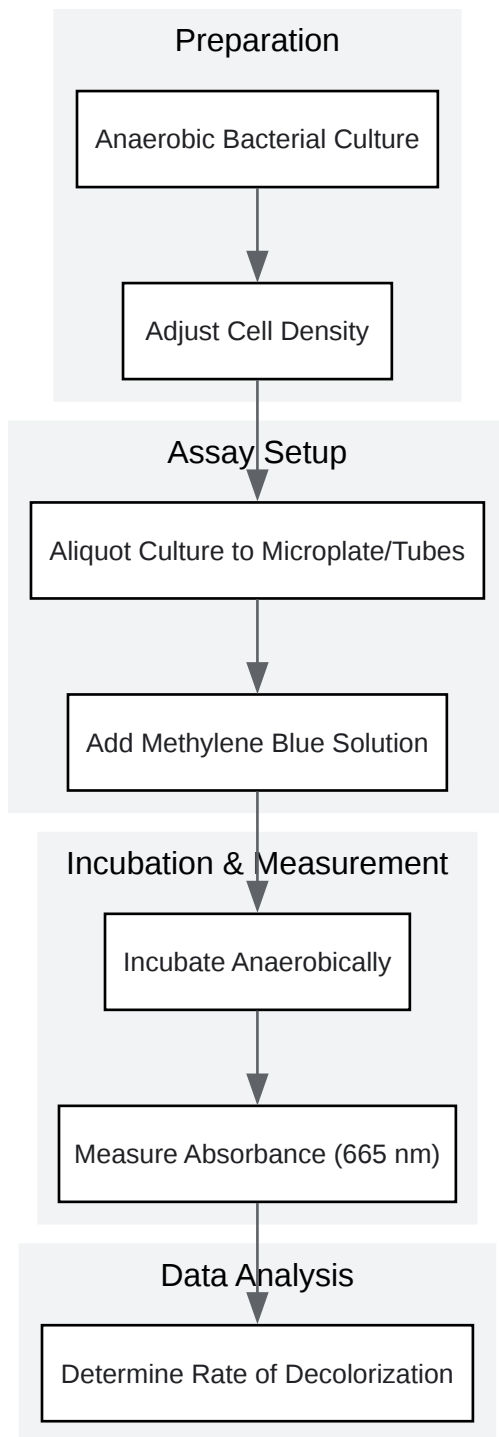 Preparation
Anaerobic Bacterial Culture
Adjust Cell Density
Assay Setup
Aliquot Culture to Microplate/Tubes
Add Methylene Blue Solution
Incubation & Measurement
Incubate Anaerobically
Measure Absorbance (665 nm)
Data Analysis
Determine Rate of Decolorization